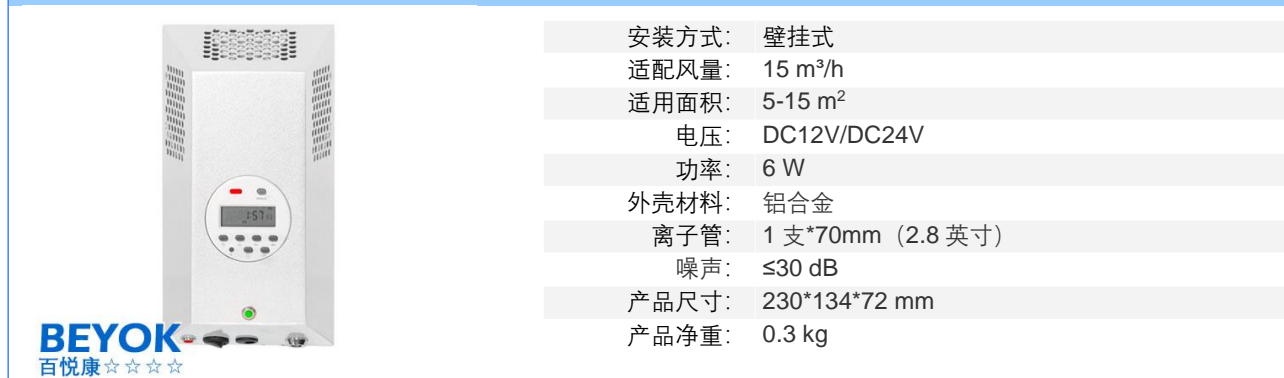 安装方式： 壁挂式
适配风量： 15 m³/h
适用面积： 5-15 m²
电压： DC12V/DC24V
功率： 6 W
外壳材料： 铝合金
离子管： 1 支*70mm（2.8 英寸）
噪声： ≤30 dB
产品尺寸： 230*134*72 mm
产品净重： 0.3 kg
1:57
BEYOK
百悦康☆☆☆☆